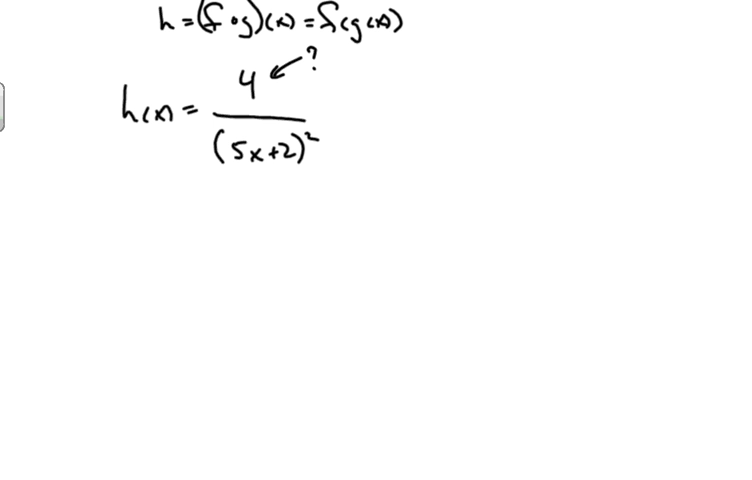 h = (f∘g)(x) = f(g(x))
h(x) = 4 / (5x+2)² ← ?